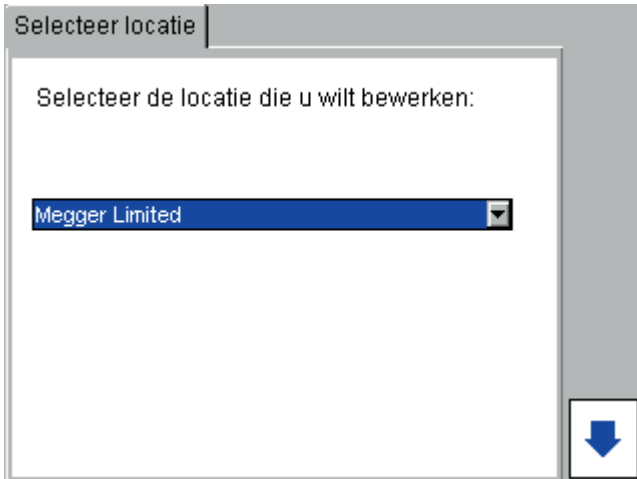 Selecteer locatie
Selecteer de locatie die u wilt bewerken:
Megger Limited